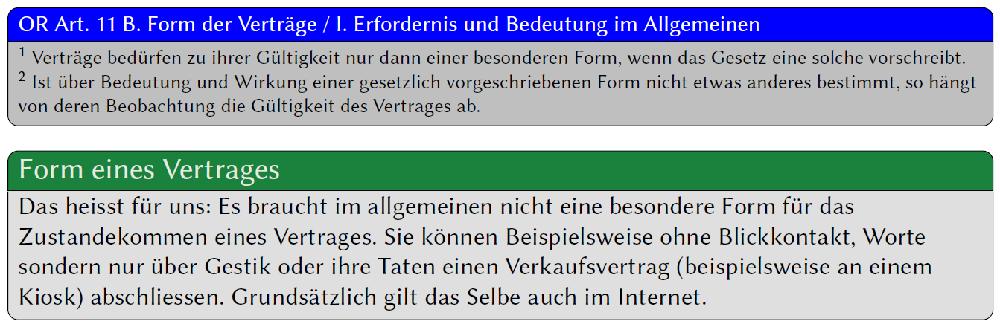 OR Art. 11 B. Form der Verträge / I. Erfordernis und Bedeutung im Allgemeinen
¹ Verträge bedürfen zu ihrer Gültigkeit nur dann einer besonderen Form, wenn das Gesetz eine solche vorschreibt.
² Ist über Bedeutung und Wirkung einer gesetzlich vorgeschriebenen Form nicht etwas anderes bestimmt, so hängt
von deren Beobachtung die Gültigkeit des Vertrages ab.
Form eines Vertrages
Das heisst für uns: Es braucht im allgemeinen nicht eine besondere Form für das
Zustandekommen eines Vertrages. Sie können Beispielsweise ohne Blickkontakt, Worte
sondern nur über Gestik oder ihre Taten einen Verkaufsvertrag (beispielsweise an einem
Kiosk) abschliessen. Grundsätzlich gilt das Selbe auch im Internet.